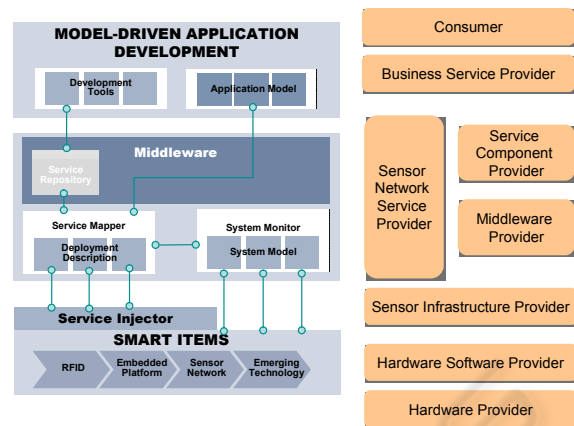 MODEL-DRIVEN APPLICATION
DEVELOPMENT
Development
Tools
Application Model
Middleware
Service
Repository
Service Mapper
Deployment
Description
System Monitor
System Model
Service Injector
SMART ITEMS
RFID
Embedded
Platform
Sensor
Network
Emerging
Technology
Consumer
Business Service Provider
Sensor
Network
Service
Provider
Service
Component
Provider
Middleware
Provider
Sensor Infrastructure Provider
Hardware Software Provider
Hardware Provider